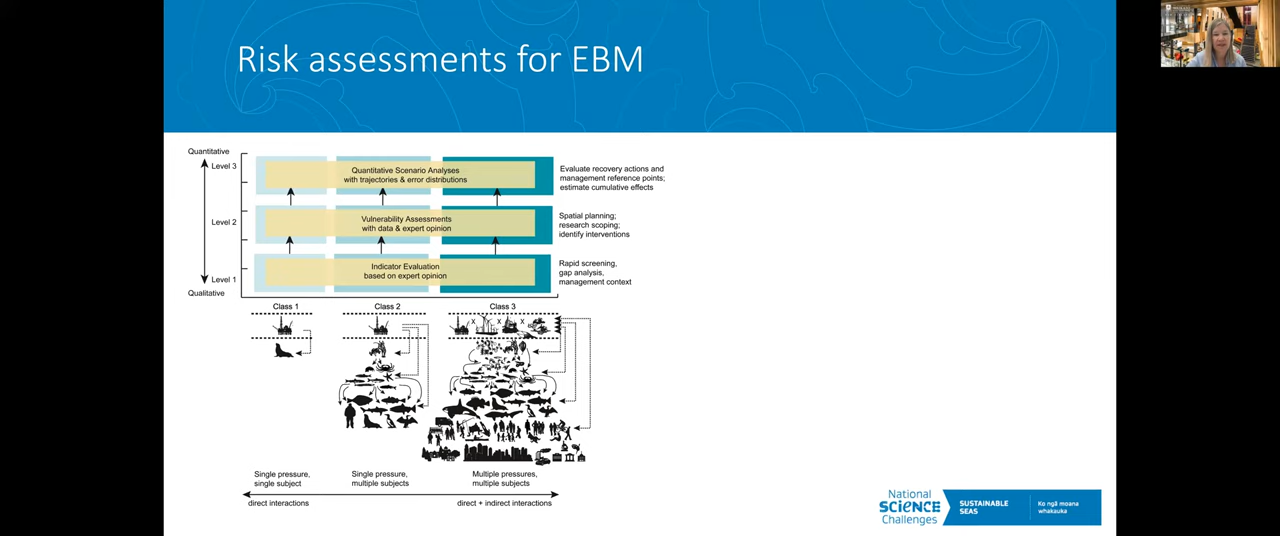 Risk assessments for EBM
Quantitative
Level 3
Quantitative Scenario Analyses
with trajectories & error distributions
Evaluate recovery actions and
management reference points;
estimate cumulative effects
Level 2
Vulnerability Assessments
with data & expert opinion
Spatial planning;
research scoping;
identify interventions
Level 1
Indicator Evaluation
based on expert opinion
Rapid screening,
gap analysis,
management context
Qualitative
Class 1
Class 2
Class 3
X X X
Single pressure,
single subject
Single pressure,
multiple subjects
Multiple pressures,
multiple subjects
direct interactions
direct + indirect interactions
National
SCIENCE
Challenges
SUSTAINABLE
SEAS
Ko ngā moana
whakauka